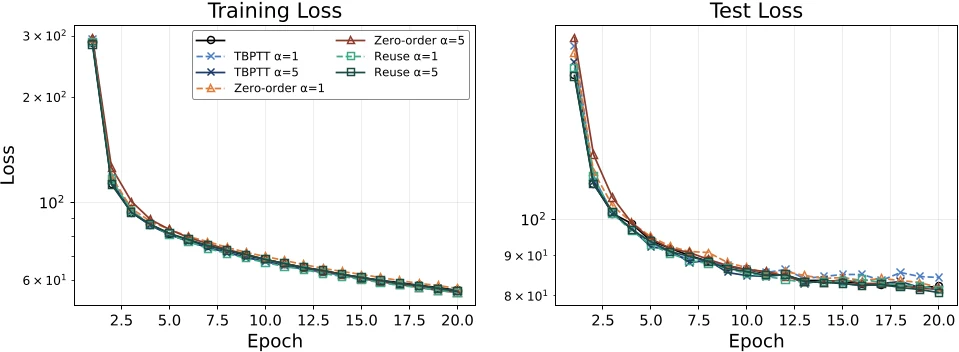 Training Loss
Test Loss
Loss
3 × 10²
2 × 10²
10²
6 × 10¹
TBPTT α=1
TBPTT α=5
Zero-order α=1
Zero-order α=5
Reuse α=1
Reuse α=5
2.5 5.0 7.5 10.0 12.5 15.0 17.5 20.0
Epoch
10²
9 × 10¹
8 × 10¹
2.5 5.0 7.5 10.0 12.5 15.0 17.5 20.0
Epoch